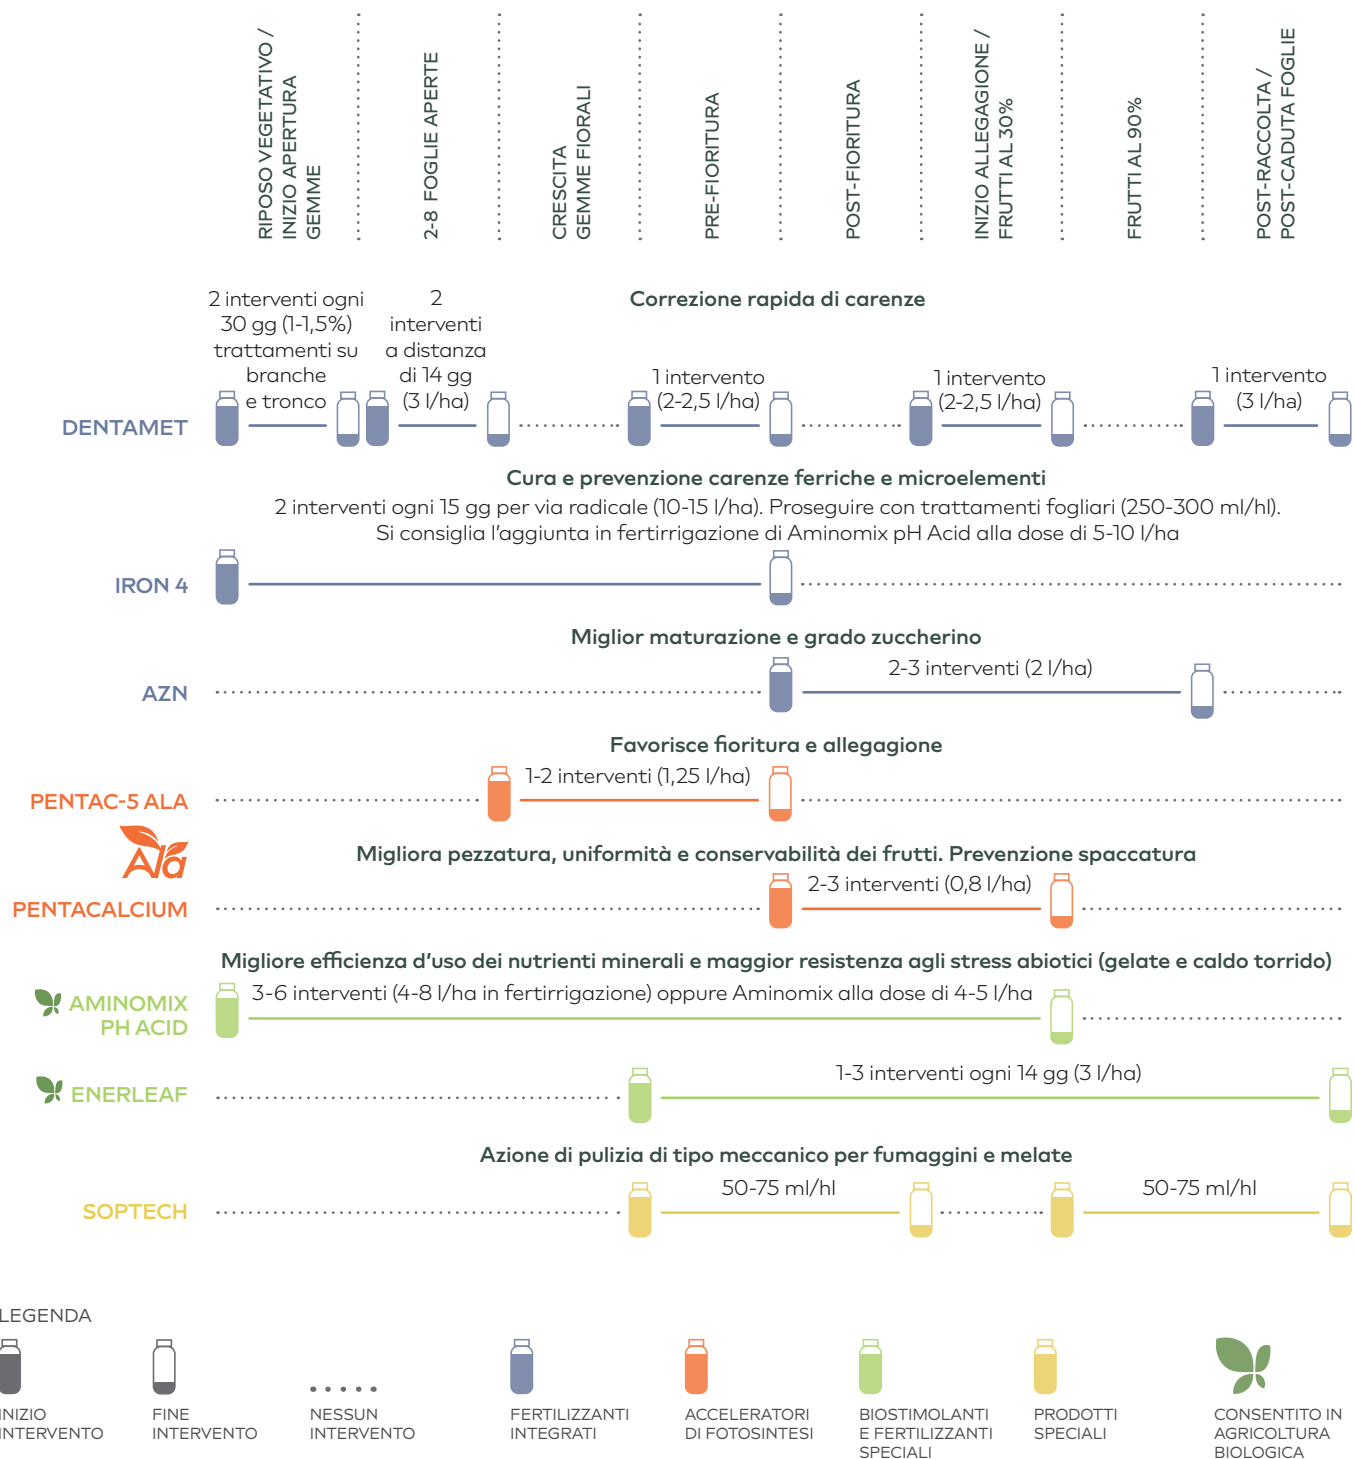 RIPOSO VEGETATIVO /
INIZIO APERTURA
GEMME
2-8 FOGLIE APERTE
CRESCITA
GEMME FIORALI
PRE-FIORITURA
POST-FIORITURA
INIZIO ALLEGAGIONE /
FRUTTI AL 30%
FRUTTI AL 90%
POST-RACCOLTA /
POST-CADUTA FOGLIE
Correzione rapida di carenze
2 interventi ogni
30 gg (1-1,5%)
trattamenti su
branche
e tronco
2
interventi
a distanza
di 14 gg
(3 l/ha)
1 intervento
(2-2,5 l/ha)
1 intervento
(2-2,5 l/ha)
1 intervento
(3 l/ha)
DENTAMET
Cura e prevenzione carenze ferriche e microelementi
2 interventi ogni 15 gg per via radicale (10-15 l/ha). Proseguire con trattamenti fogliari (250-300 ml/hl).
Si consiglia l'aggiunta in fertirrigazione di Aminomix pH Acid alla dose di 5-10 l/ha
IRON 4
Miglior maturazione e grado zuccherino
2-3 interventi (2 l/ha)
AZN
Favorisce fioritura e allegagione
1-2 interventi (1,25 l/ha)
PENTAC-5 ALA
Ala
Migliora pezzatura, uniformità e conservabilità dei frutti. Prevenzione spaccatura
2-3 interventi (0,8 l/ha)
PENTACALCIUM
Migliore efficienza d'uso dei nutrienti minerali e maggior resistenza agli stress abiotici (gelate e caldo torrido)
3-6 interventi (4-8 l/ha in fertirrigazione) oppure Aminomix alla dose di 4-5 l/ha
AMINOMIX
PH ACID
1-3 interventi ogni 14 gg (3 l/ha)
ENERLEAF
Azione di pulizia di tipo meccanico per fumaggini e melate
50-75 ml/hl
50-75 ml/hl
SOPTECH
LEGENDA
INIZIO
INTERVENTO
FINE
INTERVENTO
NESSUN
INTERVENTO
FERTILIZZANTI
INTEGRATI
ACCELERATORI
DI FOTOSINTESI
BIOSTIMOLANTI
E FERTILIZZANTI
SPECIALI
PRODOTTI
SPECIALI
CONSENTITO IN
AGRICOLTURA
BIOLOGICA